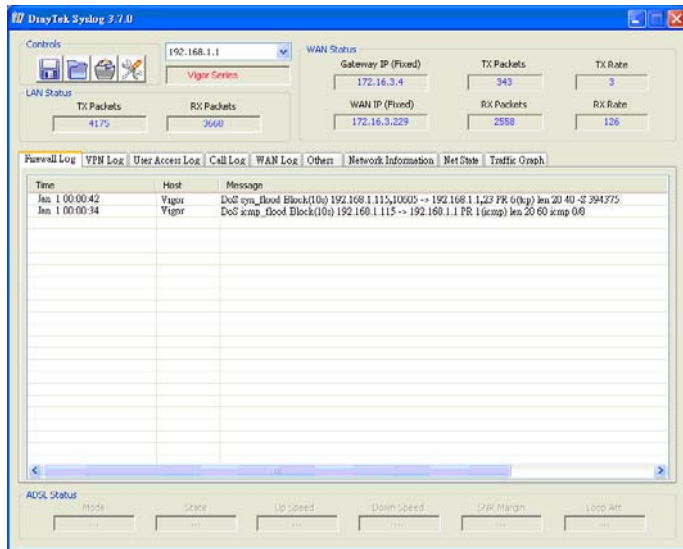 DrayTek Syslog 3.7.0
Controls
192.168.1.1
Vigor Series
WAN Status
Gateway IP (Fixed) TX Packets TX Rate
172.16.3.4 343 3
WAN IP (Fixed) RX Packets RX Rate
172.16.3.229 2558 126
LAN Status
TX Packets RX Packets
4175 3660
Firewall Log VPN Log User Access Log Call Log WAN Log Others Network Information Net State Traffic Graph
Time Host Message
Jan 1 00:00:42 Vigor DoS syn_flood Block(10s) 192.168.1.115,10605 -> 192.168.1.1,23 PR 6(tcp) len 20 40 -S 394375
Jan 1 00:00:34 Vigor DoS icmp_flood Block(10s) 192.168.1.115 -> 192.168.1.1 PR 1(icmp) len 20 60 icmp 0/8
ADSL Status
Mode State Up Speed Down Speed SNR Margin Loop Att
--- --- --- --- --- ---